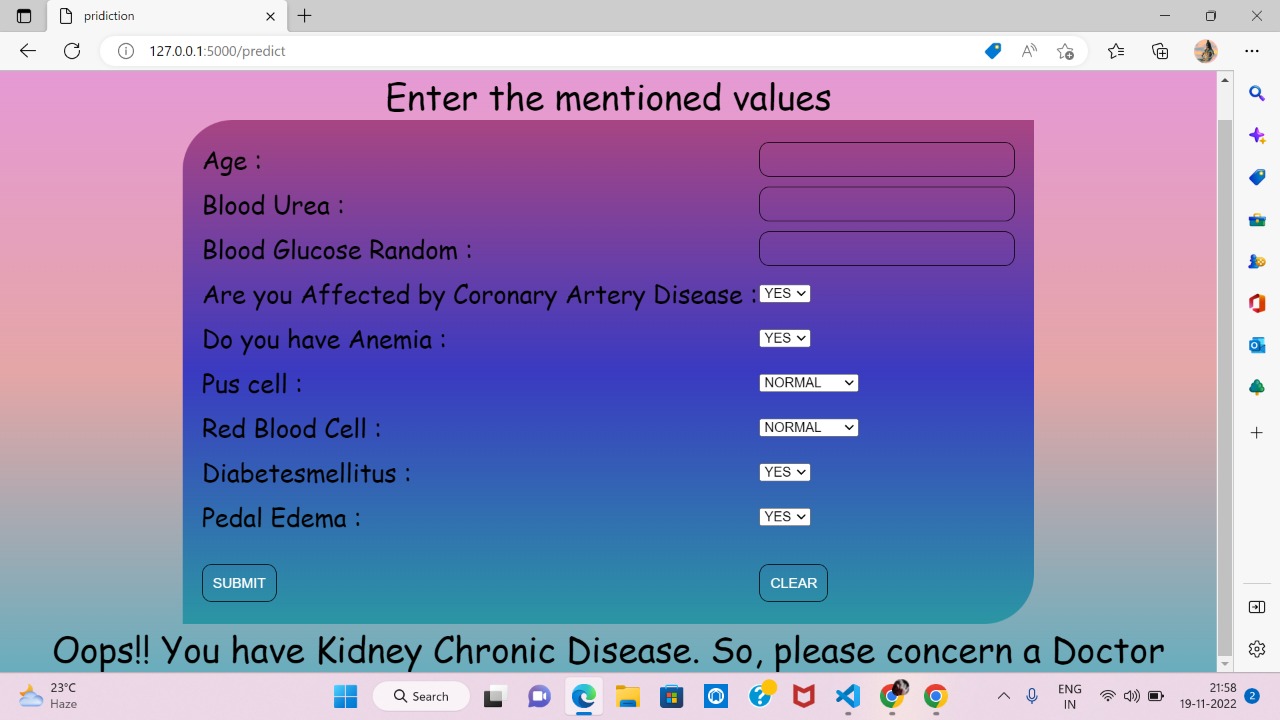 pridiction
127.0.0.1:5000/predict
Enter the mentioned values
Age :
Blood Urea :
Blood Glucose Random :
Are you Affected by Coronary Artery Disease : YES
Do you have Anemia : YES
Pus cell : NORMAL
Red Blood Cell : NORMAL
Diabetesmellitus : YES
Pedal Edema : YES
SUBMIT CLEAR
Oops!! You have Kidney Chronic Disease. So, please concern a Doctor
23°C
Haze
Search
ENG
IN
21:58
19-11-2022
2